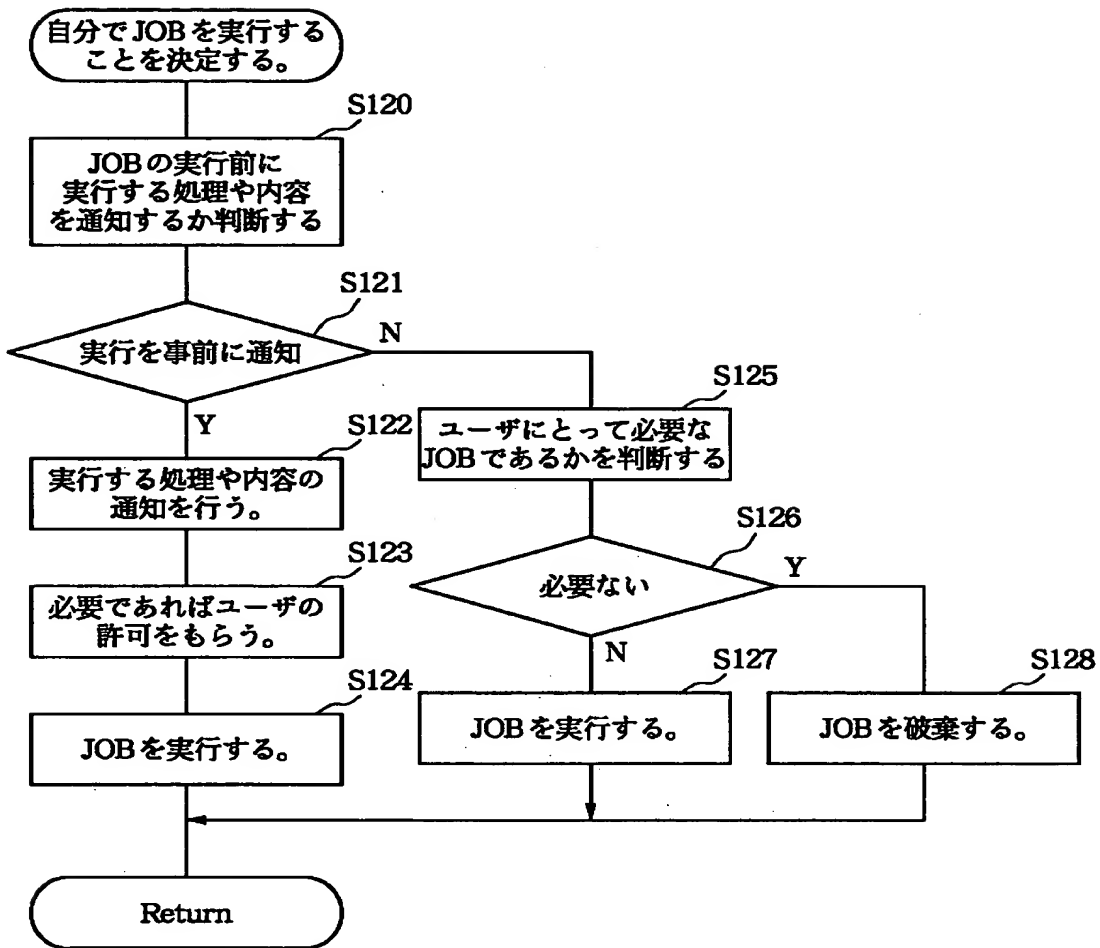 自分でJOBを実行する
ことを決定する。
S120
JOBの実行前に
実行する処理や内容
を通知するか判断する
S121
実行を事前に通知
N
Y
S122
実行する処理や内容の
通知を行う。
S123
必要であればユーザの
許可をもらう。
S124
JOBを実行する。
S125
ユーザにとって必要な
JOBであるかを判断する
S126
必要ない
Y
N
S127
JOBを実行する。
S128
JOBを破棄する。
Return